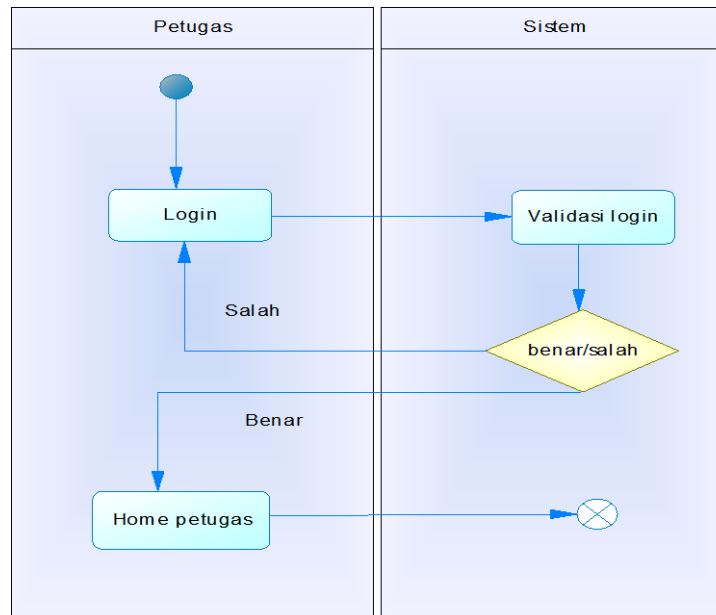 Petugas
Sistem
Login
Validasi login
Salah
benar/salah
Benar
Home petugas